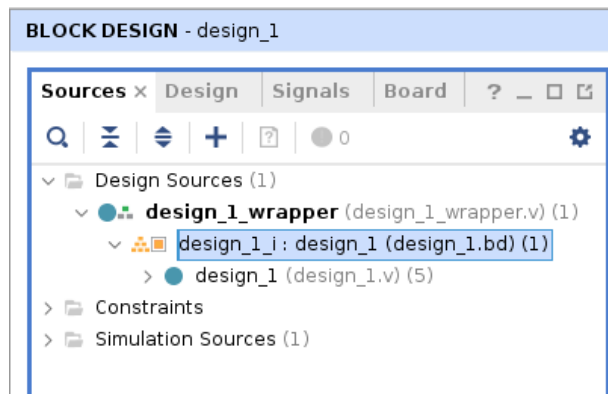 BLOCK DESIGN - design_1
Sources × Design Signals Board ? _
? 0
Design Sources (1)
design_1_wrapper (design_1_wrapper.v) (1)
design_1_i : design_1 (design_1.bd) (1)
design_1 (design_1.v) (5)
Constraints
Simulation Sources (1)